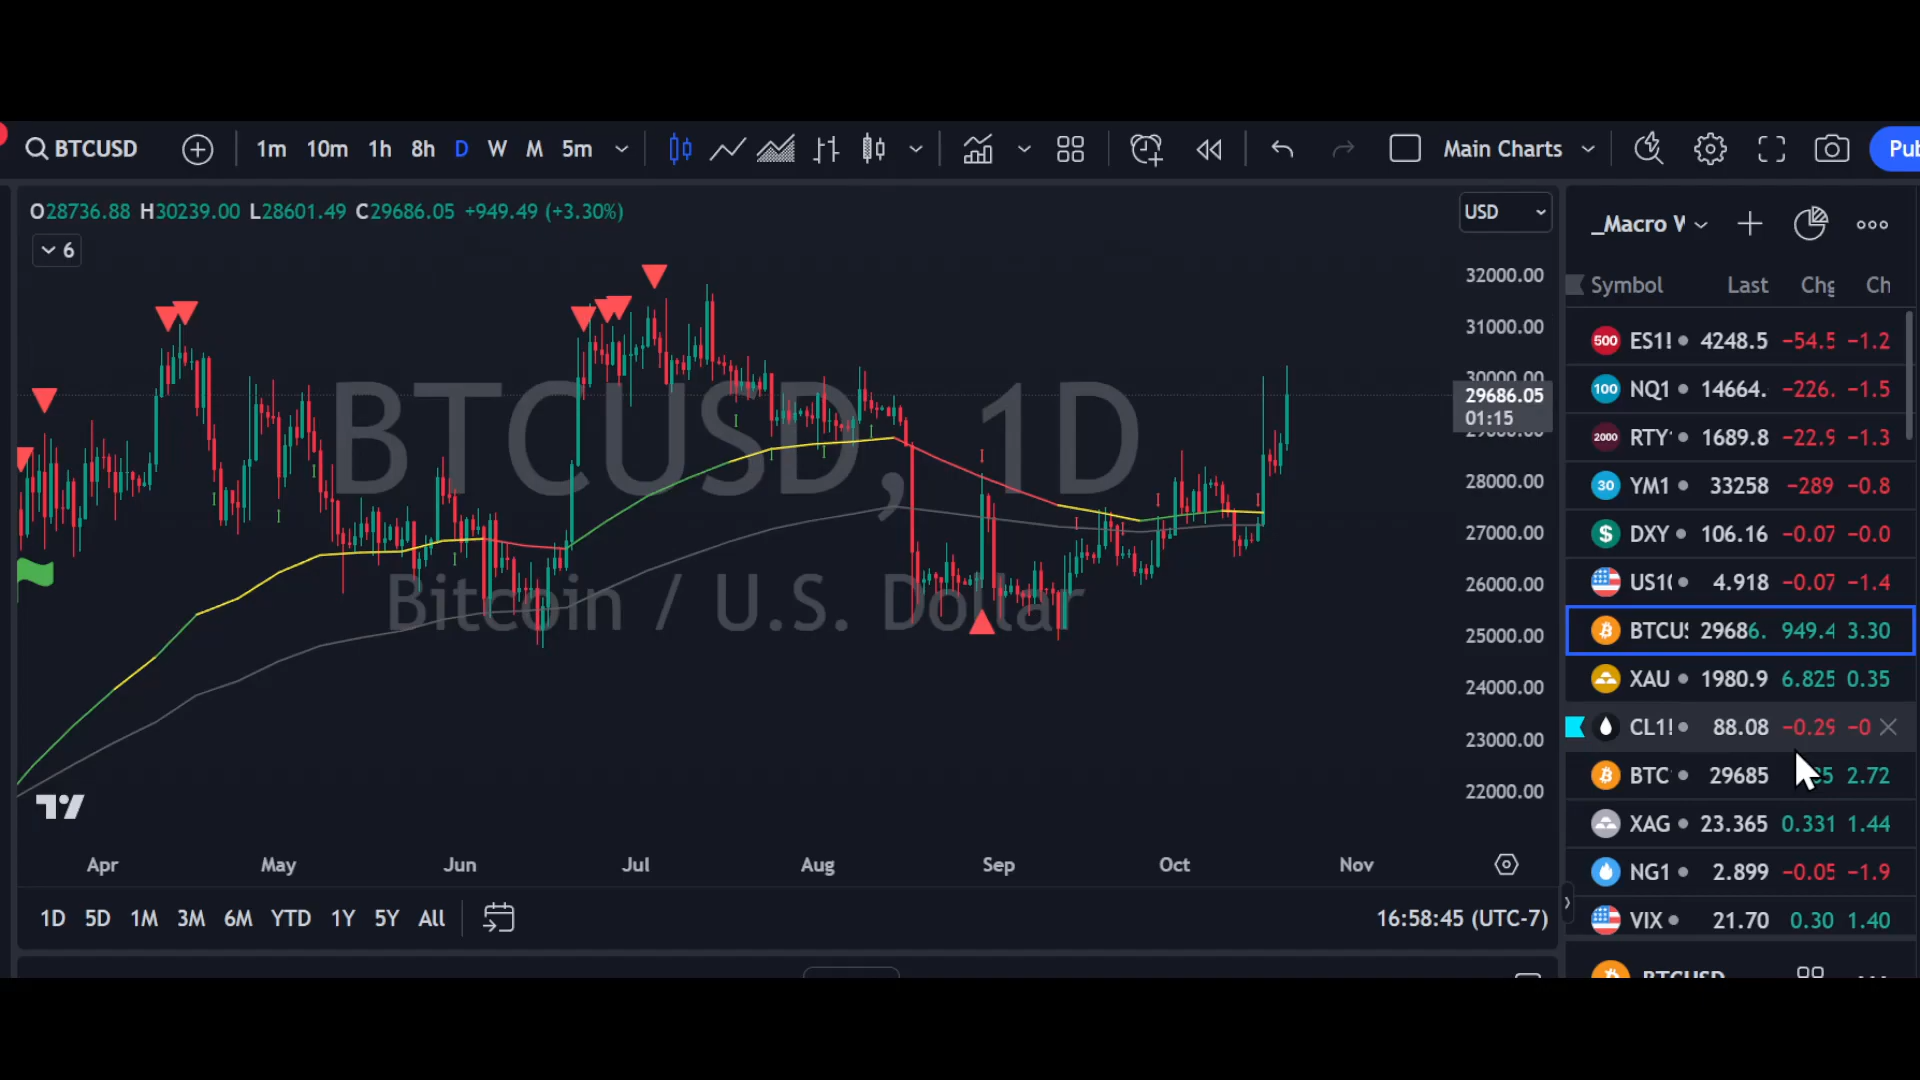 BTCUSD 1m 10m 1h 8h D W M 5m Main Charts Pub
O28736.88 H30239.00 L28601.49 C29686.05 +949.49 (+3.30%)
6
USD
BTCUSD, 1D
Bitcoin / U.S. Dollar
32000.00
31000.00
30000.00
29686.05
01:15
28000.00
27000.00
26000.00
25000.00
24000.00
23000.00
22000.00
Apr May Jun Jul Aug Sep Oct Nov
1D 5D 1M 3M 6M YTD 1Y 5Y All
16:58:45 (UTC-7)
_Macro W
Symbol Last Chg Ch
500 ES1! 4248.5 −54.5 −1.2
100 NQ1 14664. −226. −1.5
2000 RTY 1689.8 −22.9 −1.3
30 YM1 33258 −289 −0.8
$ DXY 106.16 −0.07 −0.0
US1 4.918 −0.07 −1.4
BTCUS 29686. 949.4 3.30
XAU 1980.9 6.825 0.35
CL1! 88.08 −0.29 −0
BTC 29685 2.72
XAG 23.365 0.331 1.44
NG1 2.899 −0.05 −1.9
VIX 21.70 0.30 1.40
BTCUSD